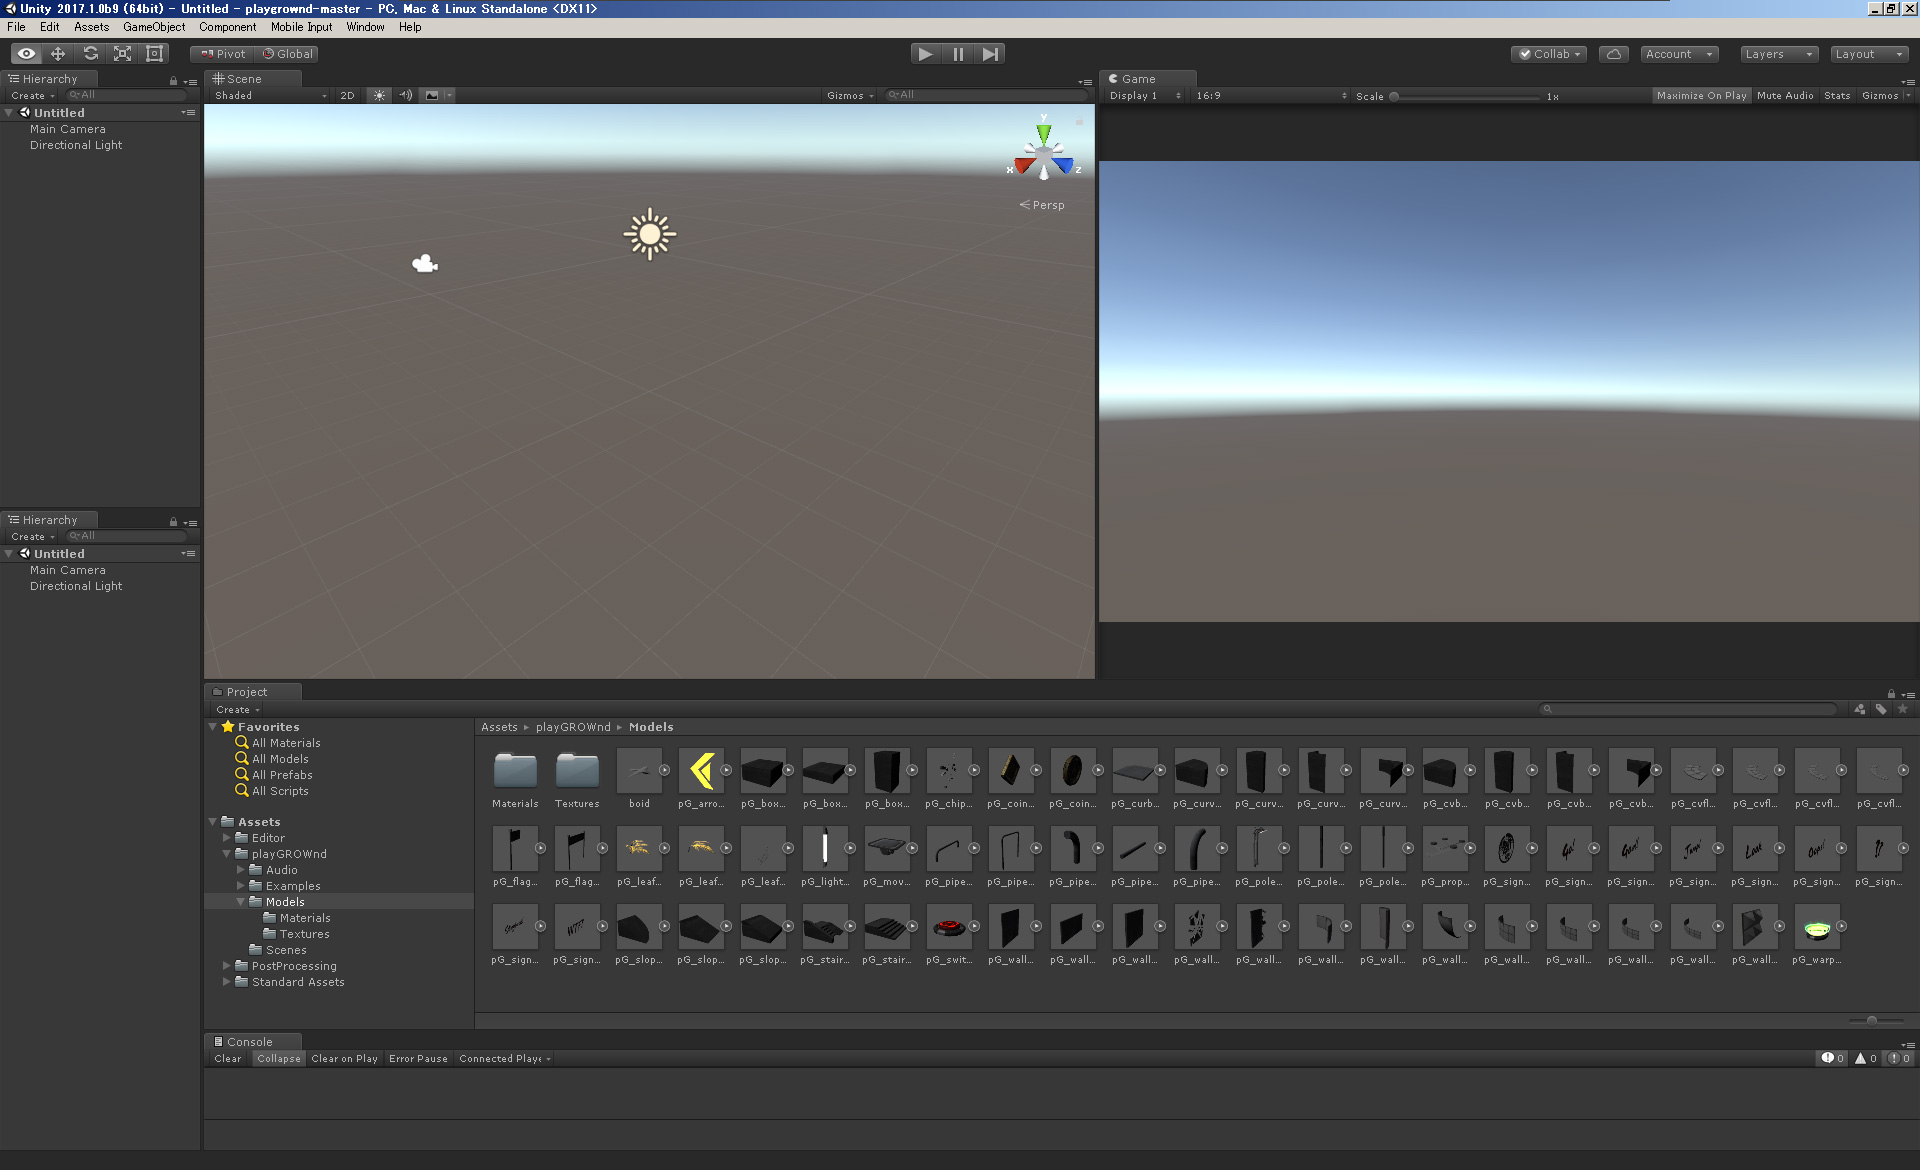 Unity 2017.1.0b9 (64bit) - Untitled - playgrownd-master - PC, Mac & Linux Standalone <DX11>
File Edit Assets GameObject Component Mobile Input Window Help
Pivot Global Collab Account Layers Layout
Hierarchy
Create All
Untitled
Main Camera
Directional Light
Scene
Shaded 2D Gizmos All
y
x z
Persp
Game
Display 1 16:9 Scale 1x Maximize On Play Mute Audio Stats Gizmos
Hierarchy
Create All
Untitled
Main Camera
Directional Light
Project
Create
Favorites
All Materials
All Models
All Prefabs
All Scripts
Assets
Editor
playGROWnd
Audio
Examples
Models
Materials
Textures
Scenes
PostProcessing
Standard Assets
Assets ▸ playGROWnd ▸ Models
Materials Textures boid pG_arro... pG_box... pG_box... pG_box... pG_chip... pG_coin... pG_coin... pG_curb... pG_curv... pG_curv... pG_curv... pG_curv... pG_cvb... pG_cvb... pG_cvb... pG_cvb... pG_cvfl... pG_cvfl... pG_cvfl... pG_cvfl...
pG_flag... pG_flag... pG_leaf... pG_leaf... pG_leaf... pG_light... pG_mov... pG_pipe... pG_pipe... pG_pipe... pG_pipe... pG_pipe... pG_pole... pG_pole... pG_pole... pG_prop... pG_sign... pG_sign... pG_sign... pG_sign... pG_sign... pG_sign... pG_sign...
pG_sign... pG_sign... pG_slop... pG_slop... pG_slop... pG_stair... pG_stair... pG_swit... pG_wall... pG_wall... pG_wall... pG_wall... pG_wall... pG_wall... pG_wall... pG_wall... pG_wall... pG_wall... pG_wall... pG_wall... pG_wall... pG_warp...
Console
Clear Collapse Clear on Play Error Pause Connected Playe 0 0 0